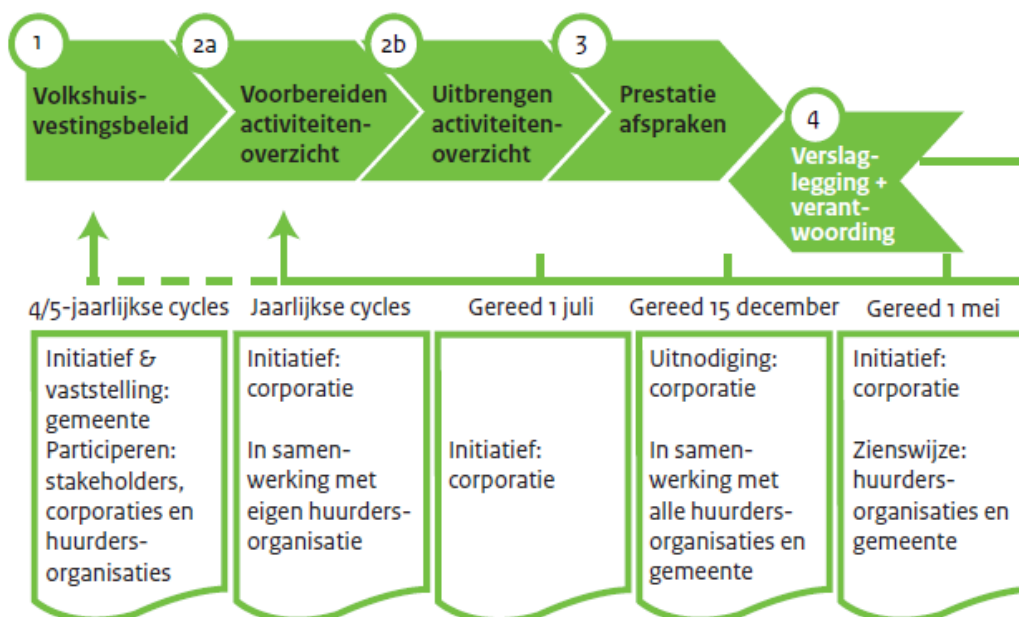 1
Volkshuis-
vestingsbeleid
2a
Voorbereiden
activiteiten-
overzicht
2b
Uitbrengen
activiteiten-
overzicht
3
Prestatie
afspraken
4
Verslag-
legging +
verant-
woording
4/5-jaarlijkse cycles
Jaarlijkse cycles
Gereed 1 juli
Gereed 15 december
Gereed 1 mei
Initiatief &
vaststelling:
gemeente
Participeren:
stakeholders,
corporaties en
huurders-
organisaties
Initiatief:
corporatie
In samen-
werking met
eigen huurders-
organisatie
Initiatief:
corporatie
Uitnodiging:
corporatie
In samen-
werking met
alle huurders-
organisaties en
gemeente
Initiatief:
corporatie
Zienswijze:
huurders-
organisaties en
gemeente